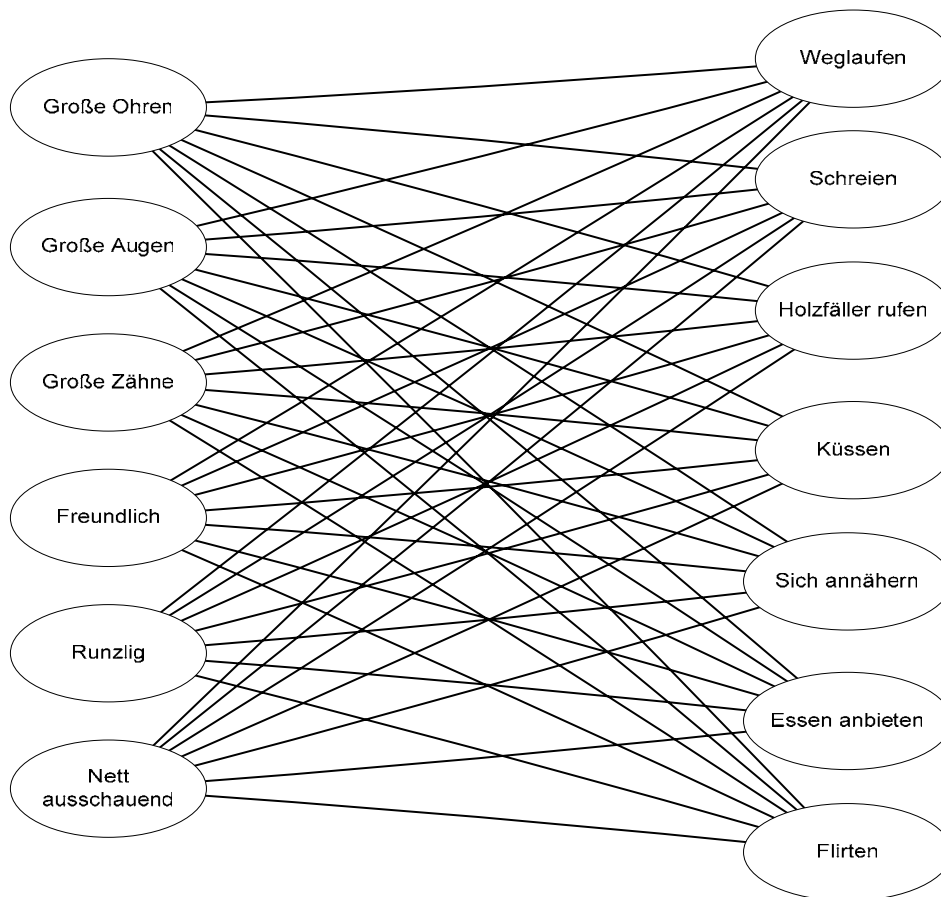 Große Ohren
Große Augen
Große Zähne
Freundlich
Runzlig
Nett
ausschauend
Weglaufen
Schreien
Holzfäller rufen
Küssen
Sich annähern
Essen anbieten
Flirten